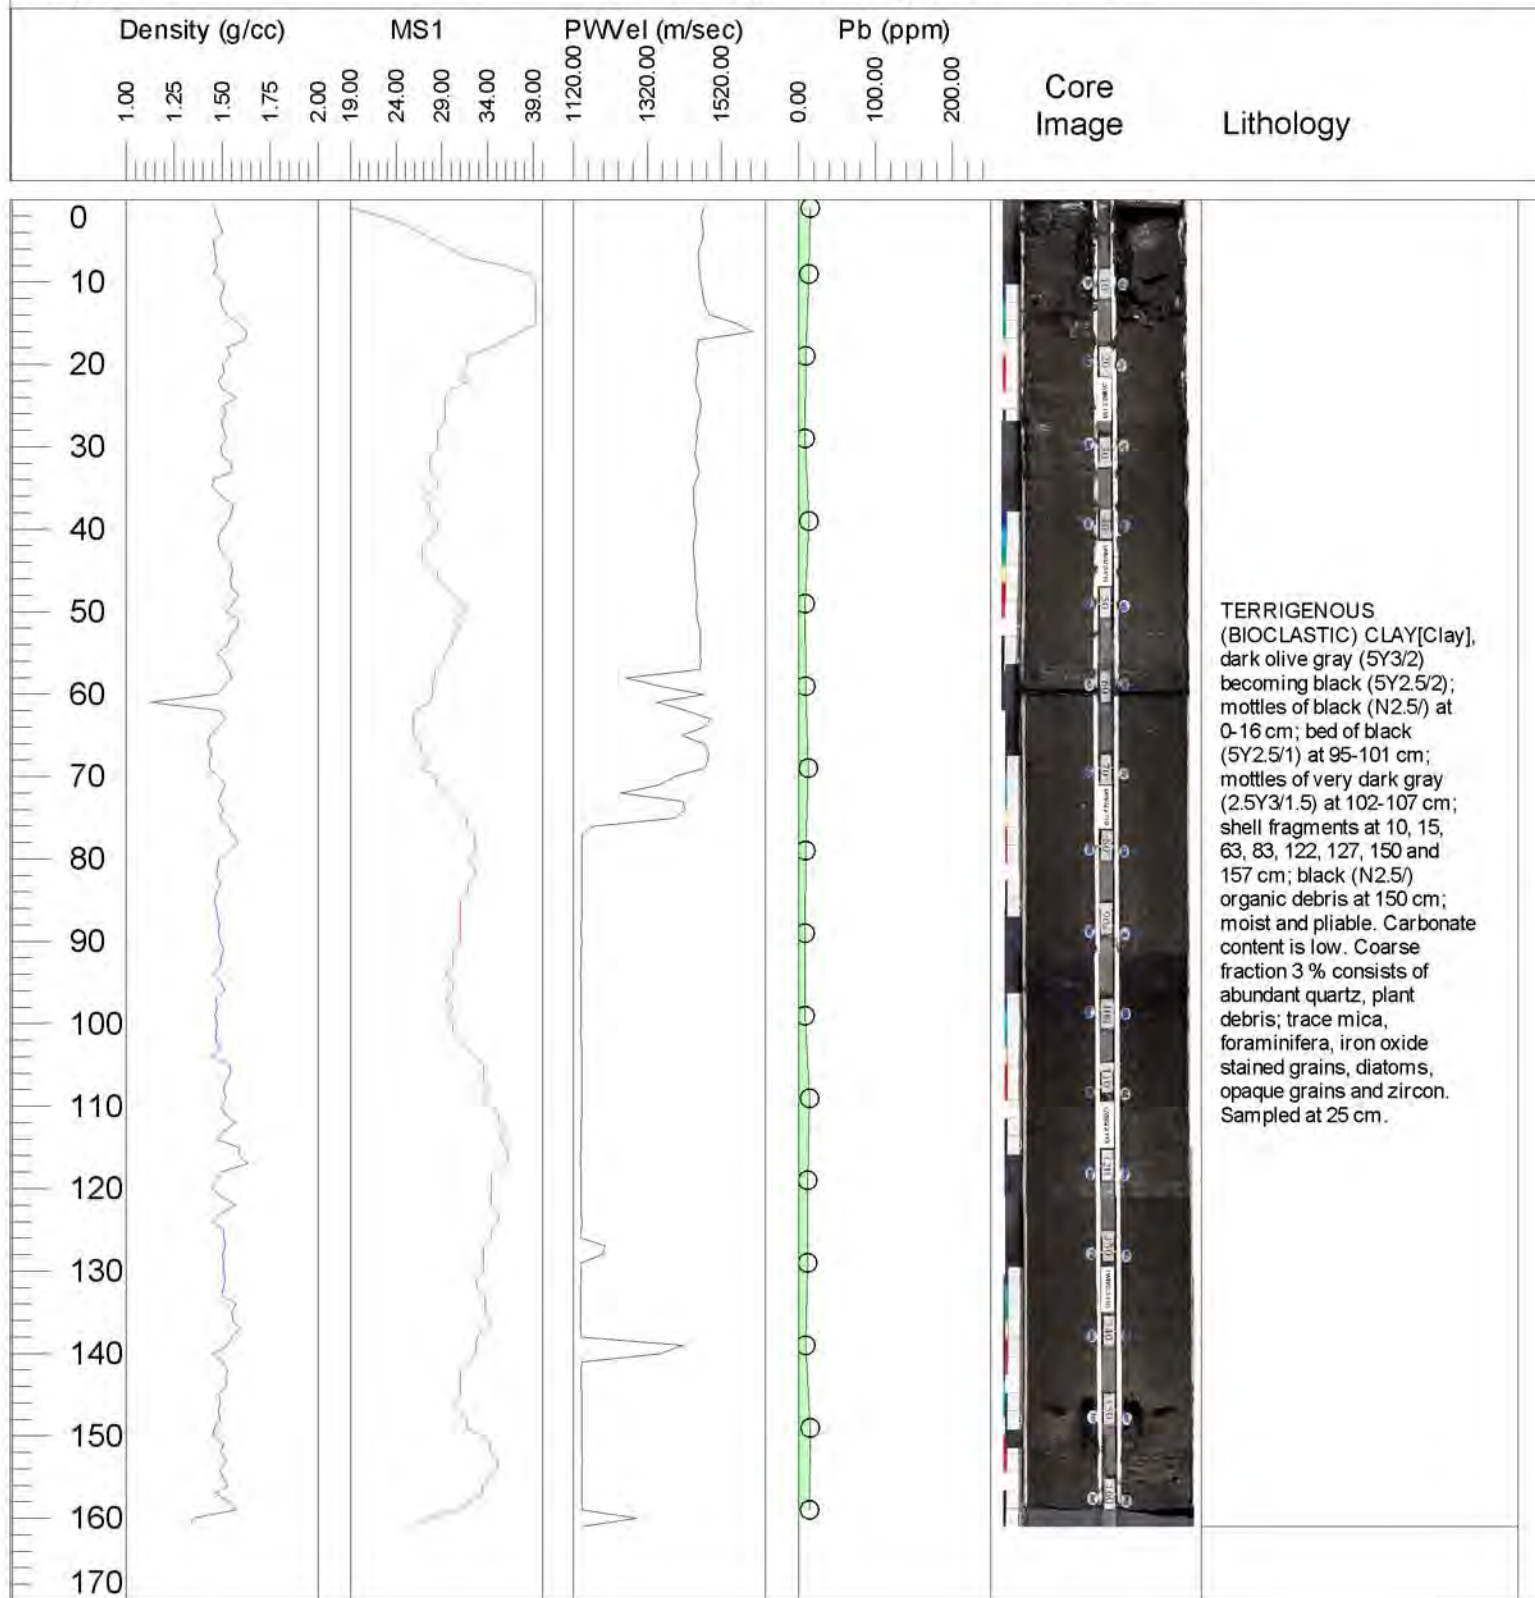 Density (g/cc) MS1 PWVel (m/sec) Pb (ppm)
1.00 1.25 1.50 1.75 2.00 19.00 24.00 29.00 34.00 39.00 1120.00 1320.00 1520.00 0.00 100.00 200.00
Core
Image
Lithology
0
10
20
30
40
50
60
70
80
90
100
110
120
130
140
150
160
170
TERRIGENOUS
(BIOCLASTIC) CLAY[Clay],
dark olive gray (5Y3/2)
becoming black (5Y2.5/2);
mottles of black (N2.5/) at
0-16 cm; bed of black
(5Y2.5/1) at 95-101 cm;
mottles of very dark gray
(2.5Y3/1.5) at 102-107 cm;
shell fragments at 10, 15,
63, 83, 122, 127, 150 and
157 cm; black (N2.5/)
organic debris at 150 cm;
moist and pliable. Carbonate
content is low. Coarse
fraction 3 % consists of
abundant quartz, plant
debris; trace mica,
foraminifera, iron oxide
stained grains, diatoms,
opaque grains and zircon.
Sampled at 25 cm.